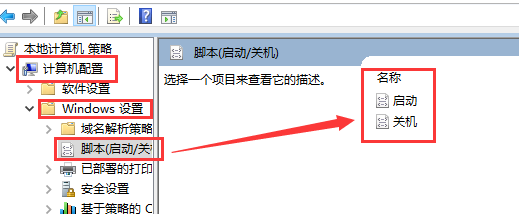 本地计算机 策略
计算机配置
软件设置
Windows 设置
域名解析策略
脚本(启动/关
已部署的打印
安全设置
基于策略的 C
脚本(启动/关机)
选择一个项目来查看它的描述。
名称
启动
关机